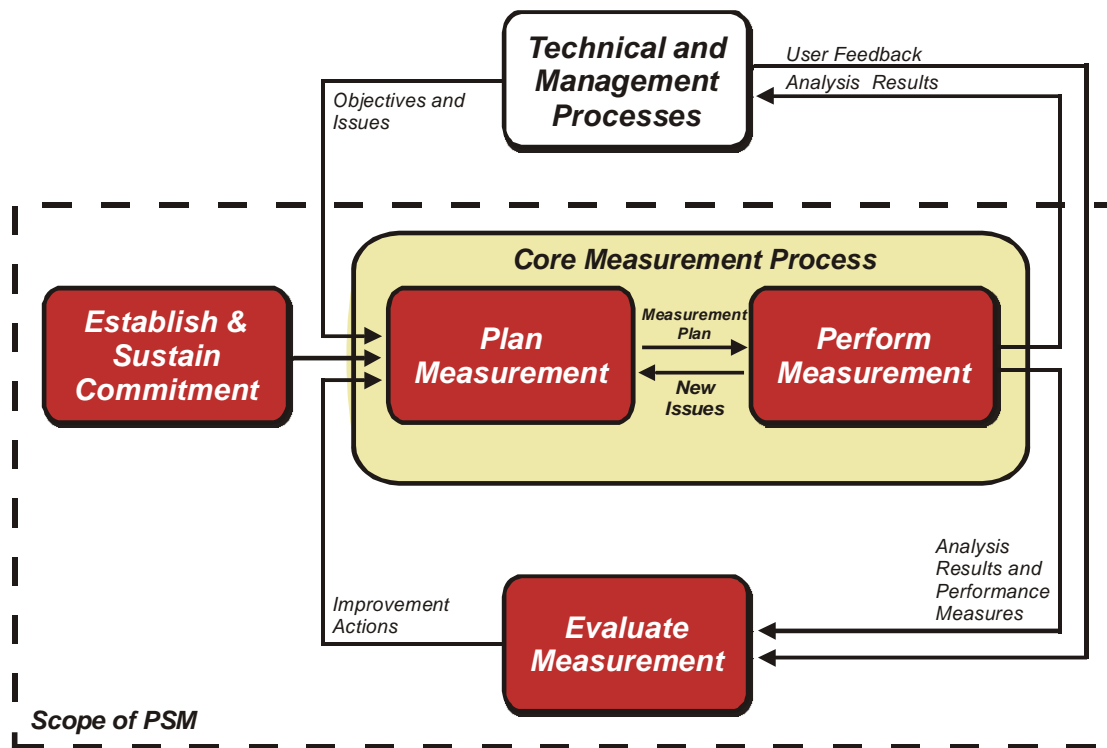 Technical and
Management
Processes
User Feedback
Analysis Results
Objectives and
Issues
Core Measurement Process
Establish &
Sustain
Commitment
Plan
Measurement
Measurement
Plan
New
Issues
Perform
Measurement
Analysis
Results and
Performance
Measures
Improvement
Actions
Evaluate
Measurement
Scope of PSM